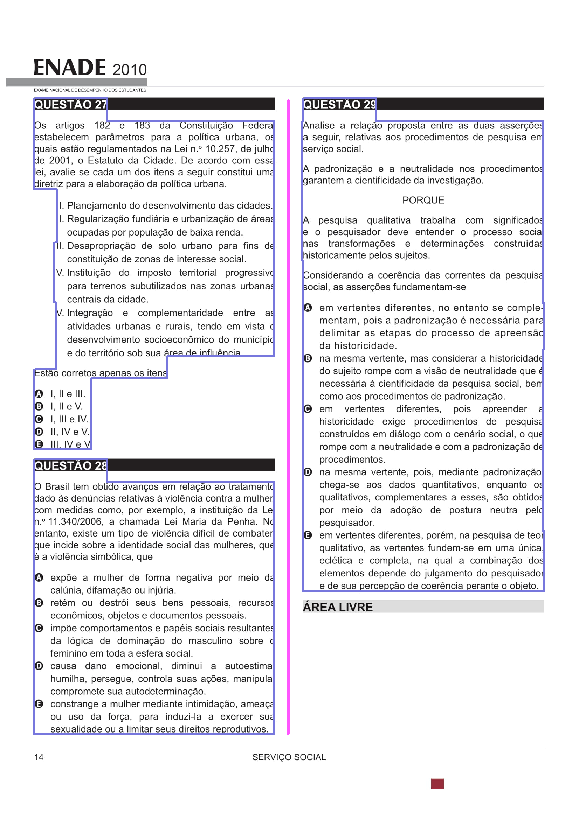 ENADE 2010
EXAME NACIONAL DE DESEMPENHO DOS ESTUDANTES
QUESTÃO 27
Os artigos 182 e 183 da Constituição Federal
estabelecem parâmetros para a política urbana, os
quais estão regulamentados na Lei n.º 10.257, de julho
de 2001, o Estatuto da Cidade. De acordo com essa
lei, avalie se cada um dos itens a seguir constitui uma
diretriz para a elaboração da política urbana.
I. Planejamento do desenvolvimento das cidades.
I. Regularização fundiária e urbanização de áreas
ocupadas por população de baixa renda.
II. Desapropriação de solo urbano para fins de
constituição de zonas de interesse social.
V. Instituição do imposto territorial progressivo
para terrenos subutilizados nas zonas urbanas
centrais da cidade.
V. Integração e complementaridade entre as
atividades urbanas e rurais, tendo em vista o
desenvolvimento socioeconômico do município
e do território sob sua área de influência.
Estão corretos apenas os itens
A I, II e III.
B I, II e V.
C I, III e IV.
D II, IV e V.
E III, IV e V.
QUESTÃO 28
O Brasil tem obtido avanços em relação ao tratamento
dado às denúncias relativas à violência contra a mulher,
com medidas como, por exemplo, a instituição da Lei
n.º 11.340/2006, a chamada Lei Maria da Penha. No
entanto, existe um tipo de violência difícil de combater,
que incide sobre a identidade social das mulheres, que
é a violência simbólica, que
A expõe a mulher de forma negativa por meio da
calúnia, difamação ou injúria.
B retém ou destrói seus bens pessoais, recursos
econômicos, objetos e documentos pessoais.
C impõe comportamentos e papéis sociais resultantes
da lógica de dominação do masculino sobre o
feminino em toda a esfera social.
D causa dano emocional, diminui a autoestima,
humilha, persegue, controla suas ações, manipula,
compromete sua autodeterminação.
E constrange a mulher mediante intimidação, ameaça
ou uso da força, para induzi-la a exercer sua
sexualidade ou a limitar seus direitos reprodutivos.
QUESTÃO 29
Analise a relação proposta entre as duas asserções
a seguir, relativas aos procedimentos de pesquisa em
serviço social.
A padronização e a neutralidade nos procedimentos
garantem a cientificidade da investigação.
PORQUE
A pesquisa qualitativa trabalha com significados
e o pesquisador deve entender o processo social
nas transformações e determinações construídas
historicamente pelos sujeitos.
Considerando a coerência das correntes da pesquisa
social, as asserções fundamentam-se
A em vertentes diferentes, no entanto se comple-
mentam, pois a padronização é necessária para
delimitar as etapas do processo de apreensão
da historicidade.
B na mesma vertente, mas considerar a historicidade
do sujeito rompe com a visão de neutralidade que é
necessária à cientificidade da pesquisa social, bem
como aos procedimentos de padronização.
C em vertentes diferentes, pois apreender a
historicidade exige procedimentos de pesquisa
construídos em diálogo com o cenário social, o que
rompe com a neutralidade e com a padronização de
procedimentos.
D na mesma vertente, pois, mediante padronização,
chega-se aos dados quantitativos, enquanto os
qualitativos, complementares a esses, são obtidos
por meio da adoção de postura neutra pelo
pesquisador.
E em vertentes diferentes, porém, na pesquisa de teor
qualitativo, as vertentes fundem-se em uma única,
eclética e completa, na qual a combinação dos
elementos depende do julgamento do pesquisador
e de sua percepção de coerência perante o objeto.
ÁREA LIVRE
14
SERVIÇO SOCIAL